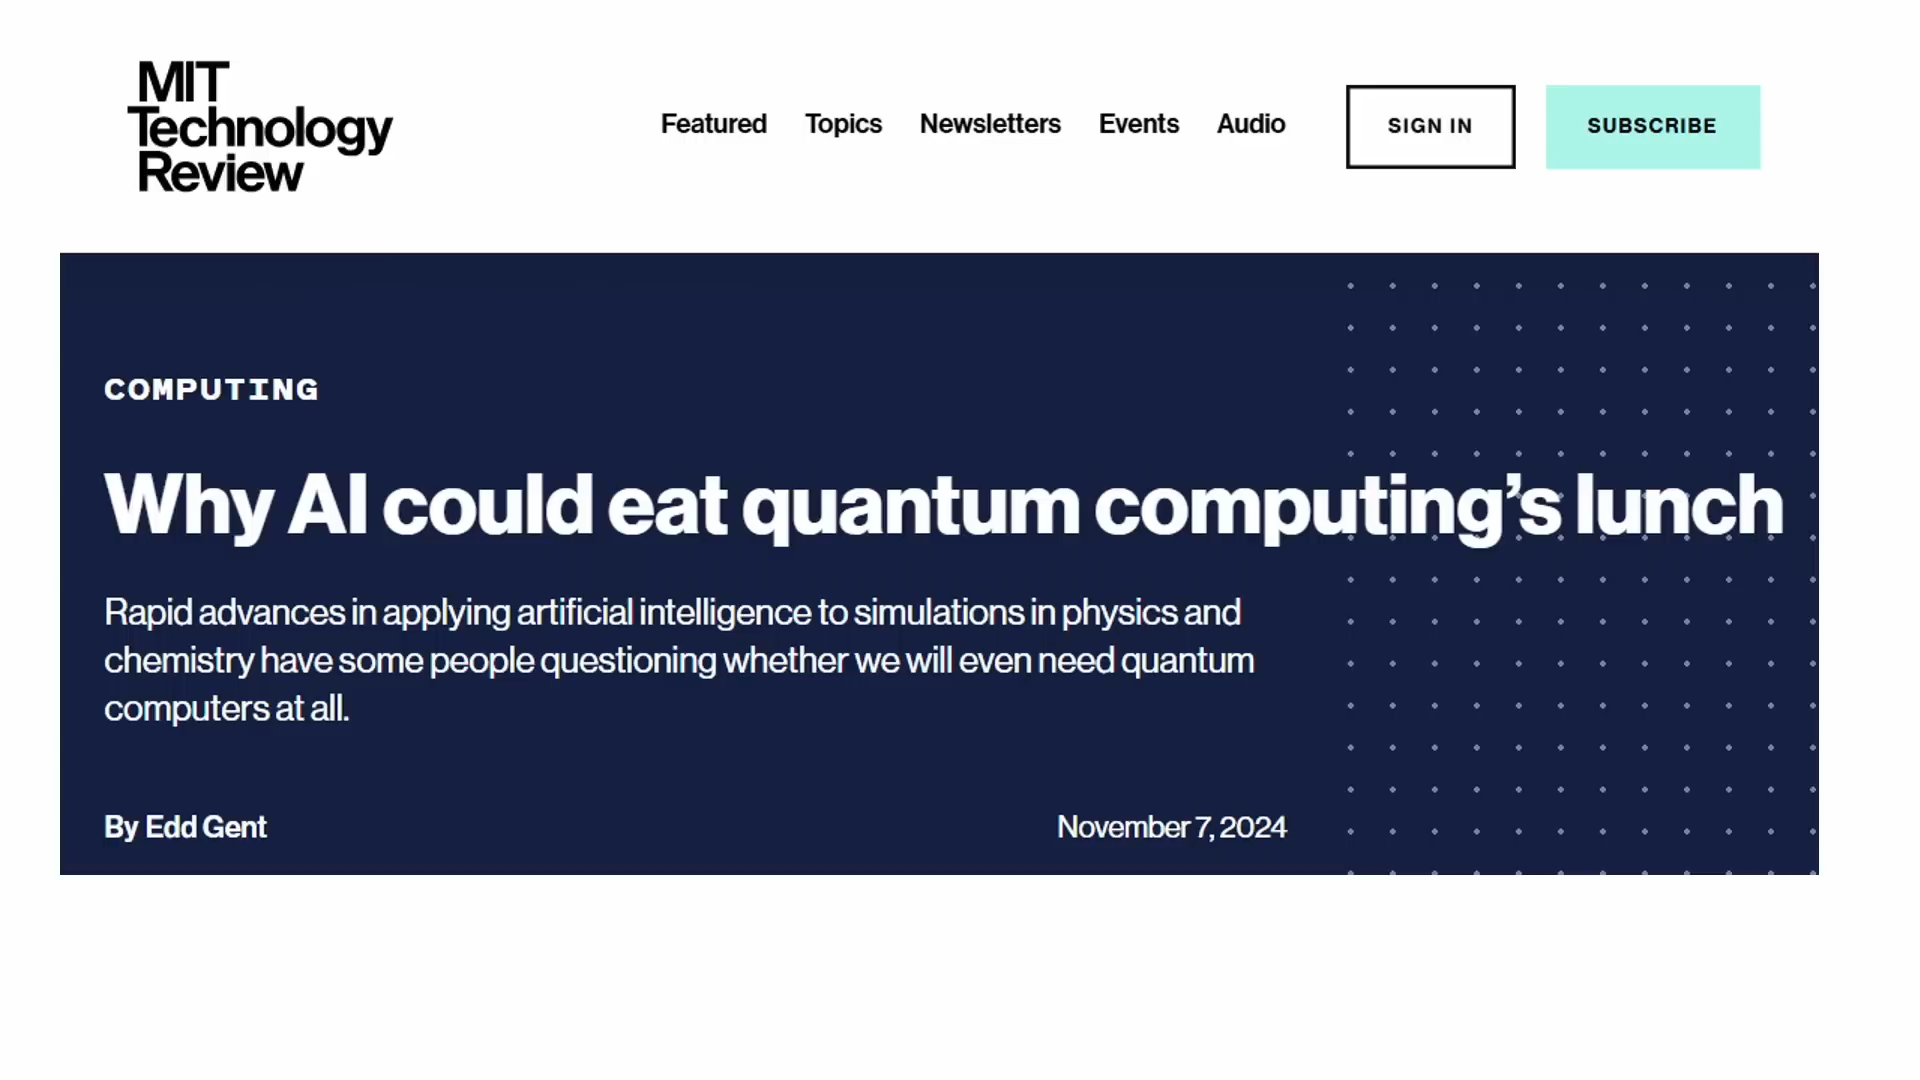 MIT
Technology
Review
Featured Topics Newsletters Events Audio SIGN IN SUBSCRIBE
COMPUTING
Why AI could eat quantum computing’s lunch
Rapid advances in applying artificial intelligence to simulations in physics and
chemistry have some people questioning whether we will even need quantum
computers at all.
By Edd Gent November 7, 2024